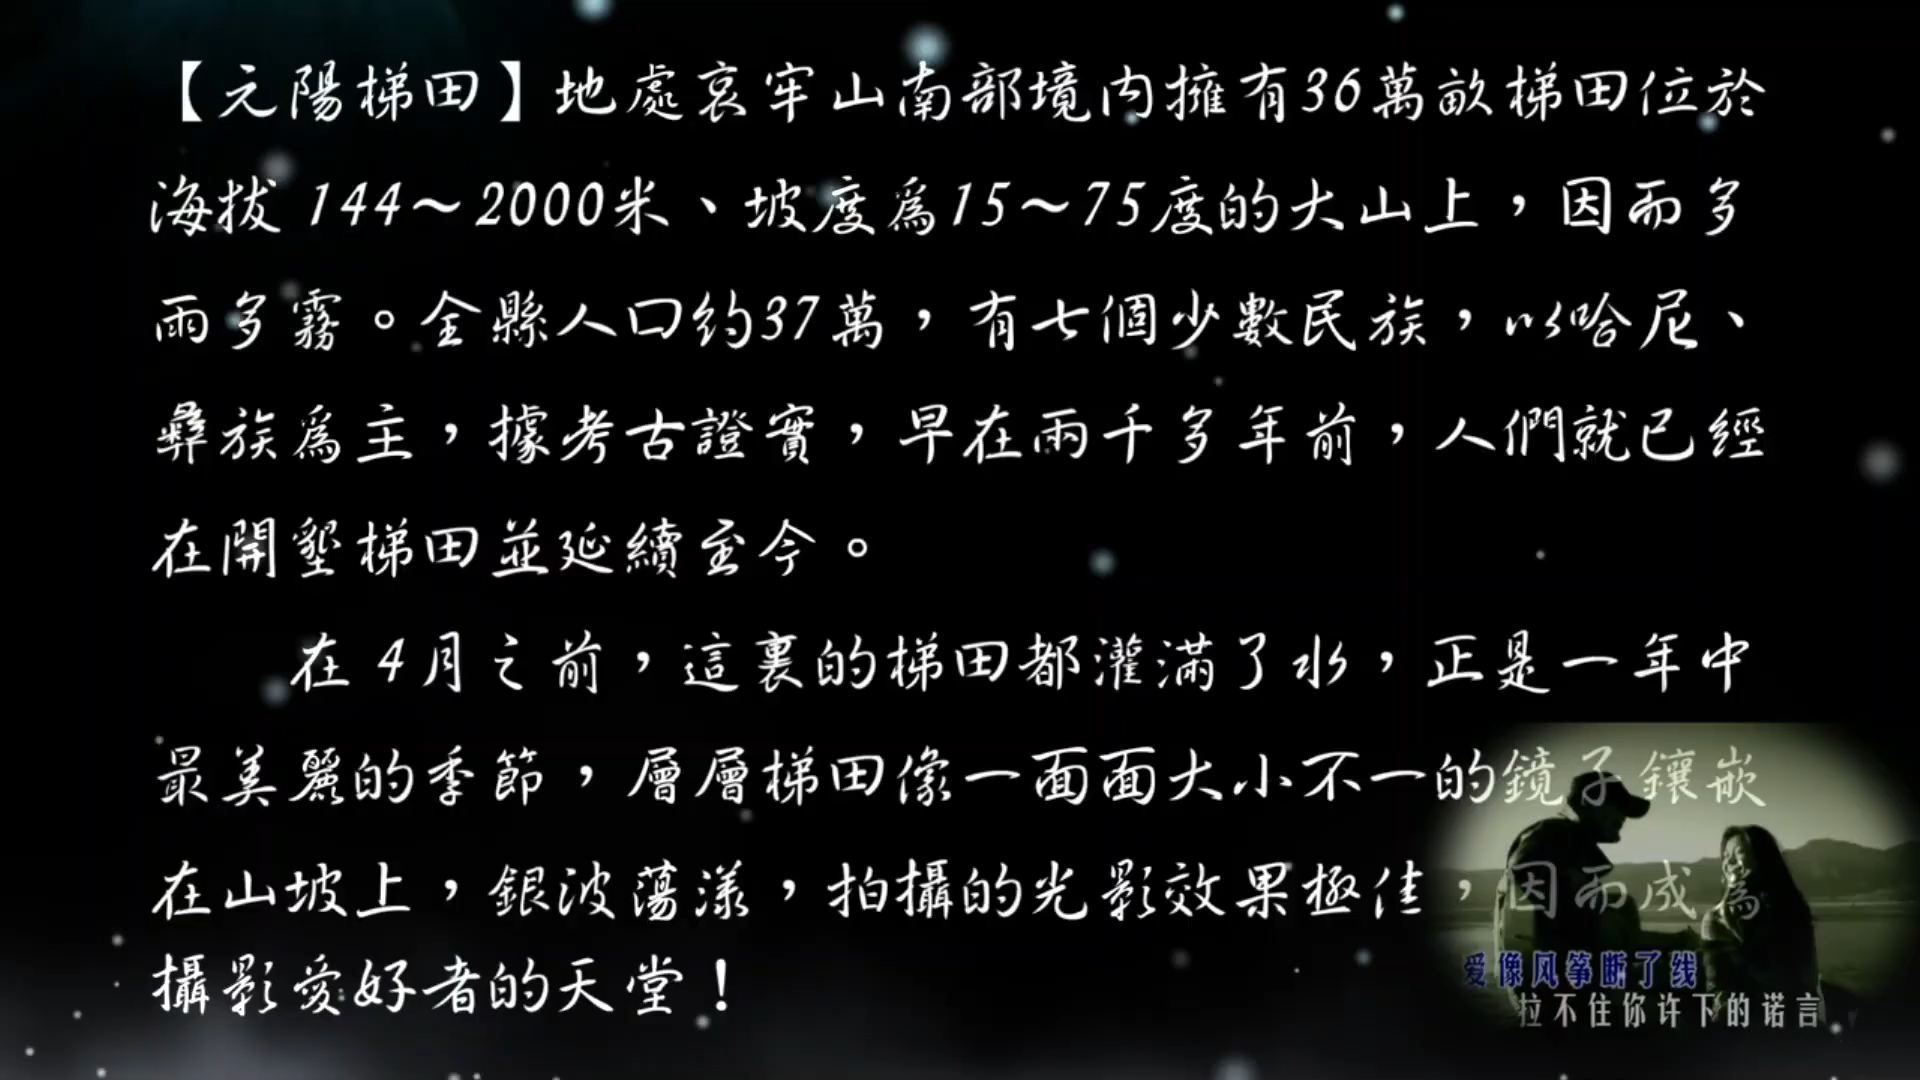 【元陽梯田】地處哀牢山南部境内擁有36萬畝梯田位於
海拔 144～2000米、坡度爲15～75度的大山上，因而多
雨多霧。全縣人口約37萬，有七個少數民族，以哈尼、
彝族爲主，據考古證實，早在兩千多年前，人們就已經
在開墾梯田並延續至今。
在 4月之前，這裏的梯田都灌滿了水，正是一年中
最美麗的季節，層層梯田像一面面大小不一的鏡子鑲嵌
在山坡上，銀波蕩漾，拍攝的光影效果極佳，因而成為
攝影愛好者的天堂！
爱像风筝断了线
拉不住你许下的诺言